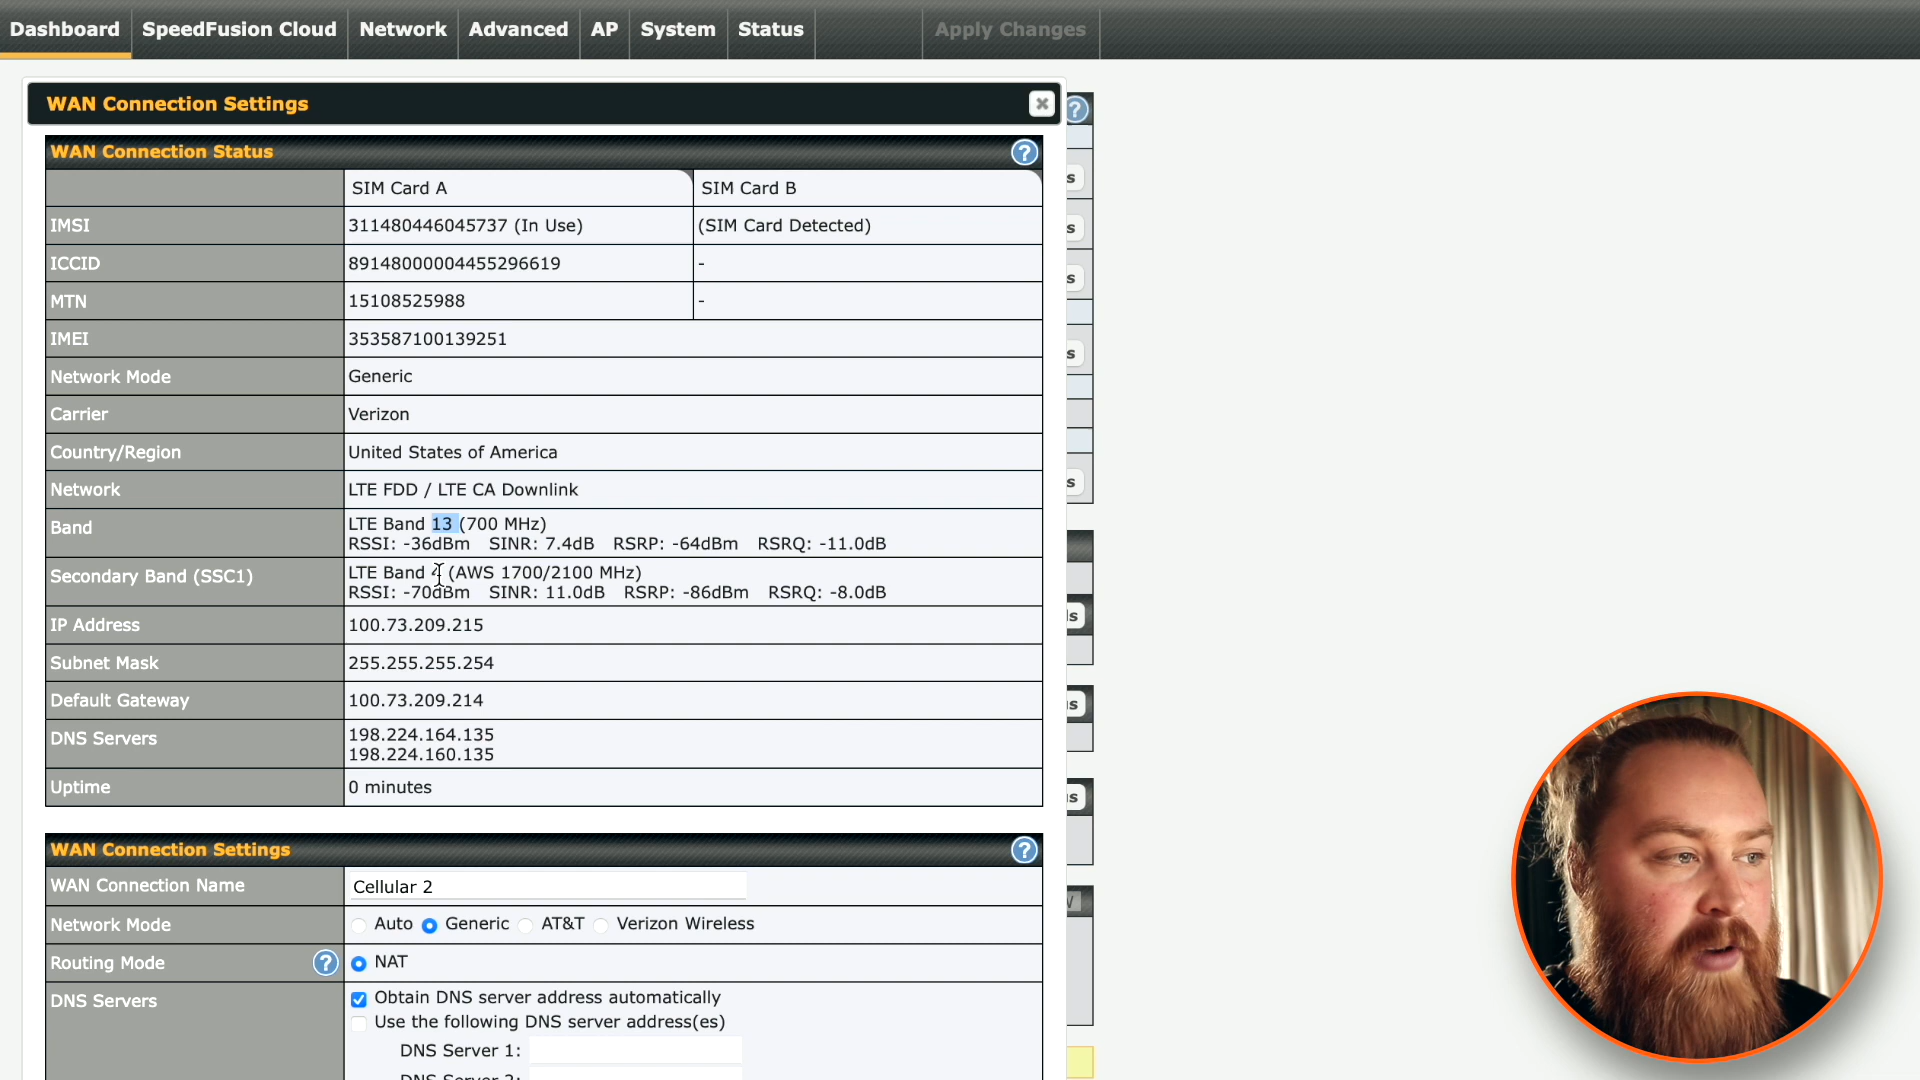 Dashboard SpeedFusion Cloud Network Advanced AP System Status Apply Changes
WAN Connection Settings
WAN Connection Status
SIM Card A SIM Card B
IMSI 311480446045737 (In Use) (SIM Card Detected)
ICCID 89148000004455296619 -
MTN 15108525988 -
IMEI 353587100139251
Network Mode Generic
Carrier Verizon
Country/Region United States of America
Network LTE FDD / LTE CA Downlink
Band LTE Band 13 (700 MHz)
RSSI: -36dBm SINR: 7.4dB RSRP: -64dBm RSRQ: -11.0dB
Secondary Band (SSC1) LTE Band 4 (AWS 1700/2100 MHz)
RSSI: -70dBm SINR: 11.0dB RSRP: -86dBm RSRQ: -8.0dB
IP Address 100.73.209.215
Subnet Mask 255.255.255.254
Default Gateway 100.73.209.214
DNS Servers 198.224.164.135
198.224.160.135
Uptime 0 minutes
WAN Connection Settings
WAN Connection Name Cellular 2
Network Mode Auto Generic AT&T Verizon Wireless
Routing Mode NAT
DNS Servers Obtain DNS server address automatically
Use the following DNS server address(es)
DNS Server 1: